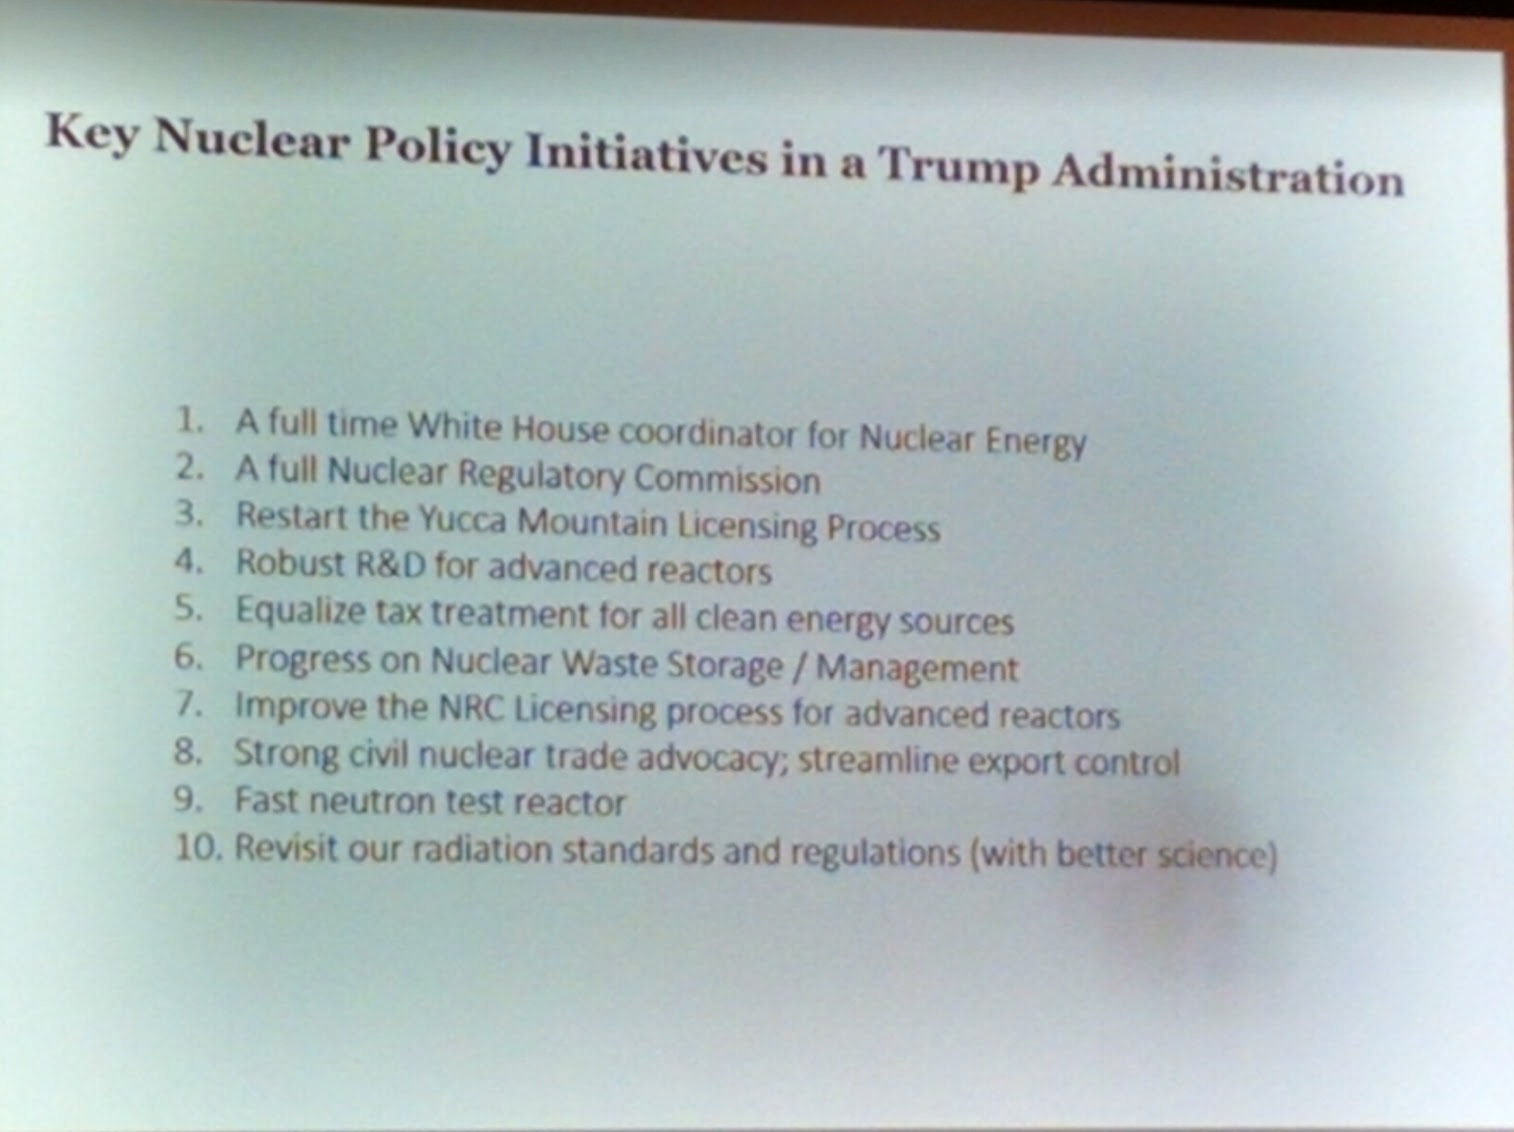 Key Nuclear Policy Initiatives in a Trump Administration
1. A full time White House coordinator for Nuclear Energy
2. A full Nuclear Regulatory Commission
3. Restart the Yucca Mountain Licensing Process
4. Robust R&D for advanced reactors
5. Equalize tax treatment for all clean energy sources
6. Progress on Nuclear Waste Storage / Management
7. Improve the NRC Licensing process for advanced reactors
8. Strong civil nuclear trade advocacy; streamline export control
9. Fast neutron test reactor
10. Revisit our radiation standards and regulations (with better science)